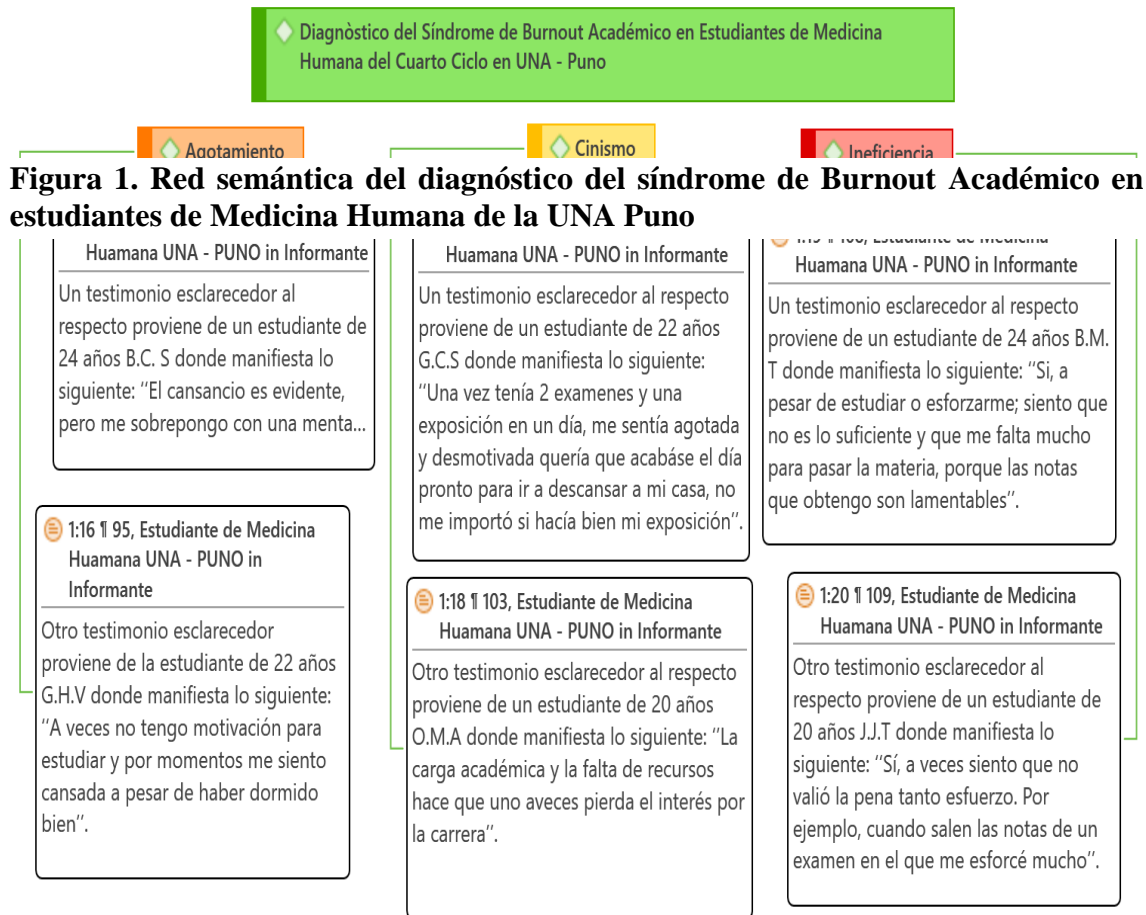 Diagnòstico del Síndrome de Burnout Académico en Estudiantes de Medicina
Humana del Cuarto Ciclo en UNA - Puno
Agotamiento
Cinismo
Ineficiencia
Figura 1. Red semántica del diagnóstico del síndrome de Burnout Académico en
estudiantes de Medicina Humana de la UNA Puno
Huamana UNA - PUNO in Informante
Un testimonio esclarecedor al
respecto proviene de un estudiante de
24 años B.C. S donde manifiesta lo
siguiente: ‘‘El cansancio es evidente,
pero me sobrepongo con una menta...
1:16 ¶ 95, Estudiante de Medicina
Huamana UNA - PUNO in
Informante
Otro testimonio esclarecedor
proviene de la estudiante de 22 años
G.H.V donde manifiesta lo siguiente:
‘‘A veces no tengo motivación para
estudiar y por momentos me siento
cansada a pesar de haber dormido
bien’’.
Huamana UNA - PUNO in Informante
Un testimonio esclarecedor al respecto
proviene de un estudiante de 22 años
G.C.S donde manifiesta lo siguiente:
‘‘Una vez tenía 2 examenes y una
exposición en un día, me sentía agotada
y desmotivada quería que acabáse el día
pronto para ir a descansar a mi casa, no
me importó si hacía bien mi exposición’’.
1:18 ¶ 103, Estudiante de Medicina
Huamana UNA - PUNO in Informante
Otro testimonio esclarecedor al respecto
proviene de un estudiante de 20 años
O.M.A donde manifiesta lo siguiente: ‘‘La
carga académica y la falta de recursos
hace que uno aveces pierda el interés por
la carrera’’.
Estudiante de Medicina
Huamana UNA - PUNO in Informante
Un testimonio esclarecedor al respecto
proviene de un estudiante de 24 años B.M.
T donde manifiesta lo siguiente: ‘‘Si, a
pesar de estudiar o esforzarme; siento que
no es lo suficiente y que me falta mucho
para pasar la materia, porque las notas
que obtengo son lamentables’’.
1:20 ¶ 109, Estudiante de Medicina
Huamana UNA - PUNO in Informante
Otro testimonio esclarecedor al
respecto proviene de un estudiante de
20 años J.J.T donde manifiesta lo
siguiente: ‘‘Sí, a veces siento que no
valió la pena tanto esfuerzo. Por
ejemplo, cuando salen las notas de un
examen en el que me esforcé mucho’’.